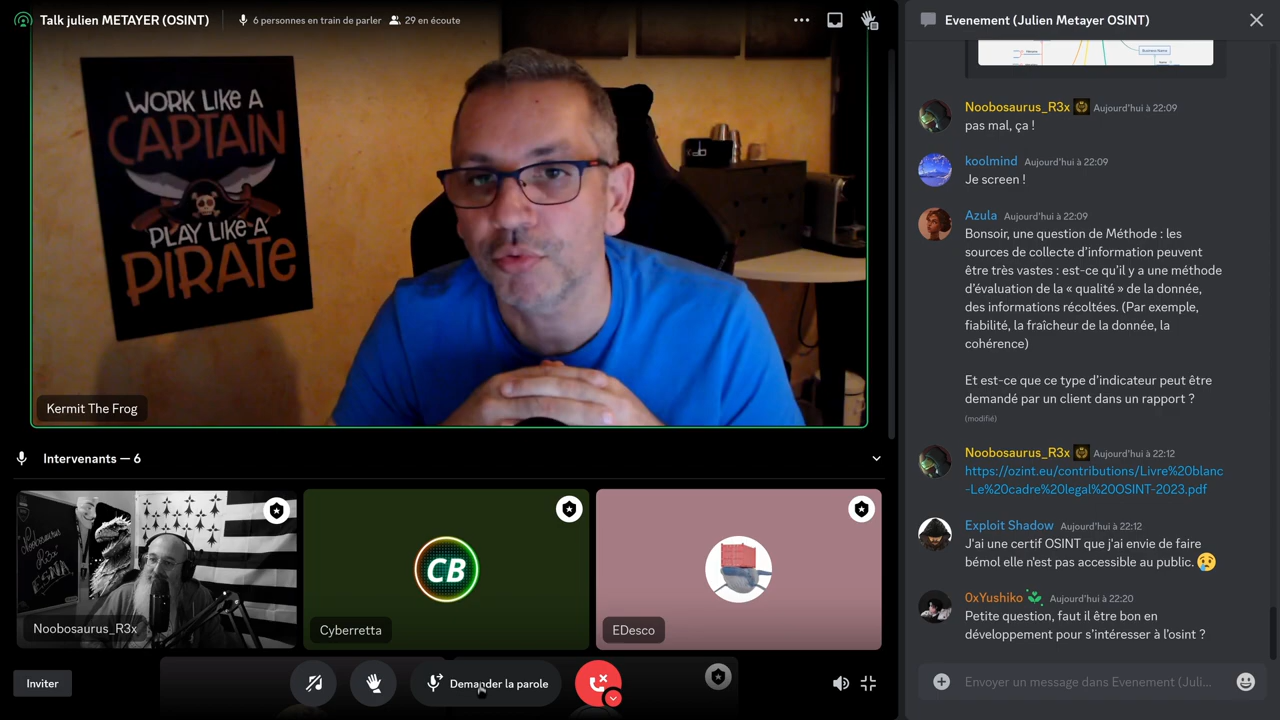 Talk julien METAYER (OSINT)
6 personnes en train de parler
29 en écoute
WORK LIKE A
CAPTAIN
PLAY LIKE A
PIRATE
Kermit The Frog
Intervenants — 6
Noobosaurus_R3x
CB
Cyberretta
EDesco
Inviter
Demander la parole
Evenement (Julien Metayer OSINT)
Noobosaurus_R3x Aujourd'hui à 22:09
pas mal, ça !
koolmind Aujourd'hui à 22:09
Je screen !
Azula Aujourd'hui à 22:09
Bonsoir, une question de Méthode : les
sources de collecte d'information peuvent
être très vastes : est-ce qu'il y a une méthode
d'évaluation de la « qualité » de la donnée,
des informations récoltées. (Par exemple,
fiabilité, la fraîcheur de la donnée, la
cohérence)
Et est-ce que ce type d'indicateur peut être
demandé par un client dans un rapport ?
(modifié)
Noobosaurus_R3x Aujourd'hui à 22:12
https://ozint.eu/contributions/Livre%20blanc
-Le%20cadre%20legal%20OSINT-2023.pdf
Exploit Shadow Aujourd'hui à 22:12
J'ai une certif OSINT que j'ai envie de faire
bémol elle n'est pas accessible au public. 😢
0xYushiko Aujourd'hui à 22:20
Petite question, faut il être bon en
développement pour s'intéresser à l'osint ?
Envoyer un message dans Evenement (Juli...